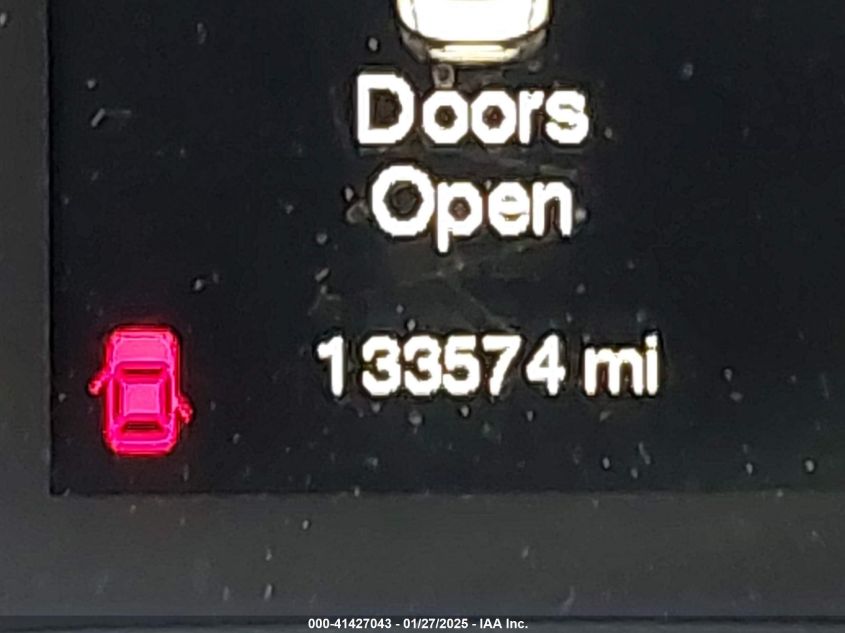 Doors
Open
133574 mi
000-41427043 - 01/27/2025 - IAA Inc.